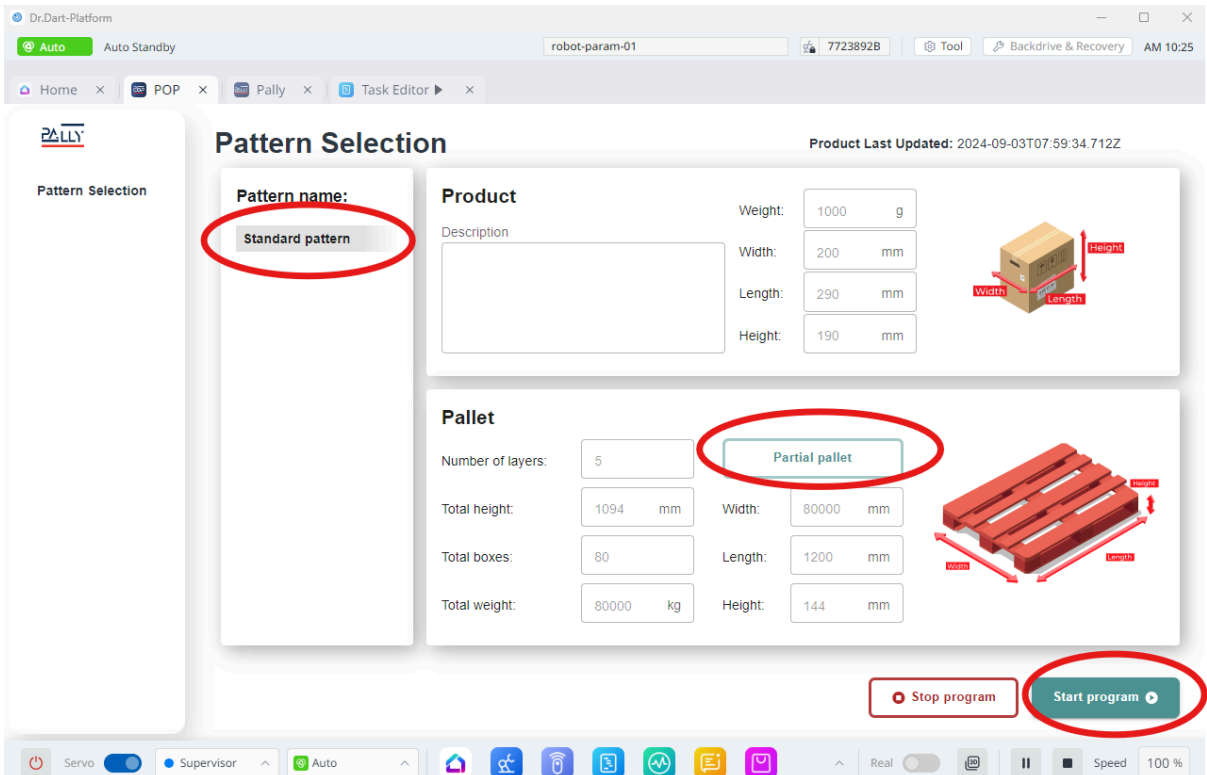 Dr.Dart-Platform
Auto Auto Standby robot-param-01 7723892B Tool Backdrive & Recovery AM 10:25
Home × POP × Pally × Task Editor ×
PALLY
Pattern Selection
Pattern Selection
Product Last Updated: 2024-09-03T07:59:34.712Z
Pattern name:
Standard pattern
Product
Description
Weight: 1000 g
Width: 200 mm
Length: 290 mm
Height: 190 mm
Height
Width
Length
Pallet
Number of layers: 5
Partial pallet
Total height: 1094 mm Width: 80000 mm
Total boxes: 80 Length: 1200 mm
Total weight: 80000 kg Height: 144 mm
Height
Length
Width
Stop program
Start program
Supervisor Auto Real Speed 100 %